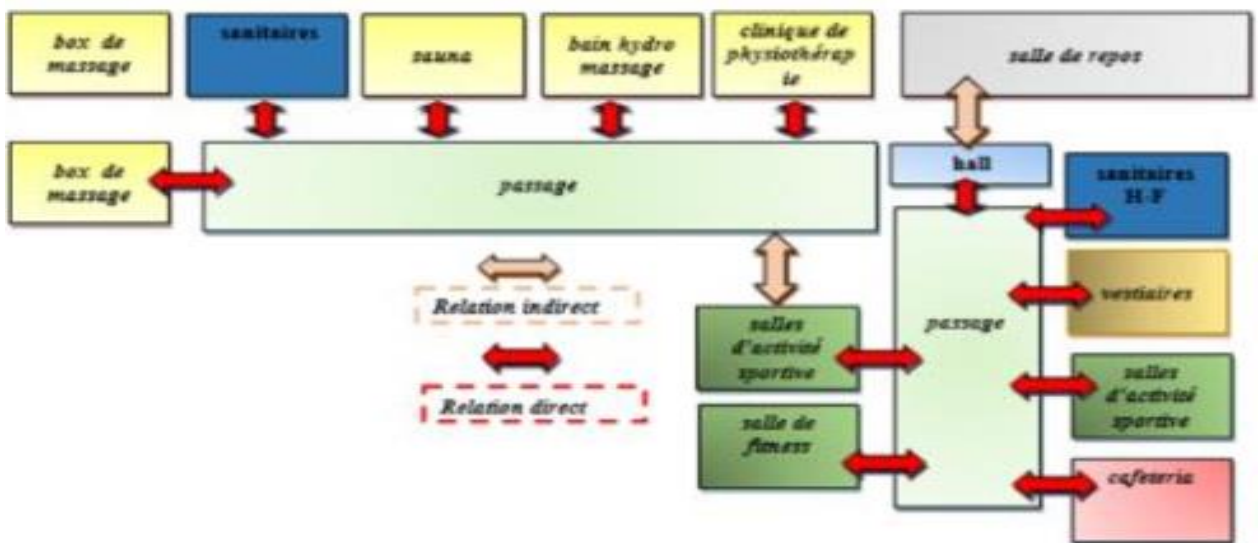 box de
massage
sanitaires
sauna
bain hydro
massage
clinique de
physiothérap
ie
salle de repos
box de
massage
passage
hall
sanitaires
H-F
Relation indirect
Relation direct
salles
d'activité
sportive
salle de
fitness
passage
vestiaires
salles
d'activité
sportive
cafeteria